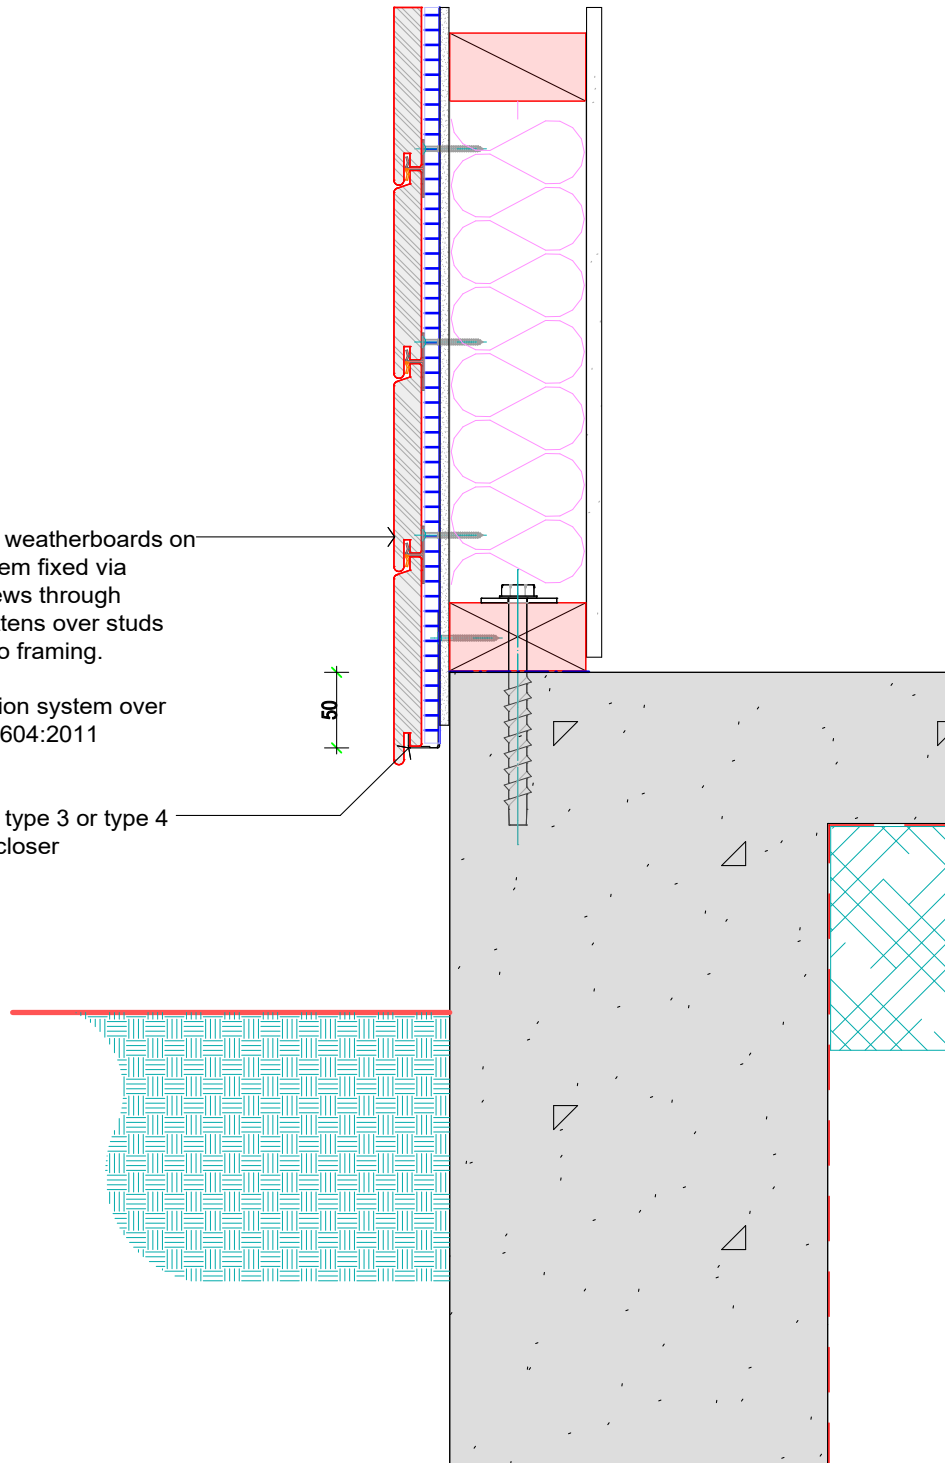 weatherboards on
em fixed via
ews through
tens over studs
o framing.
ion system over
604:2011
50
type 3 or type 4
closer